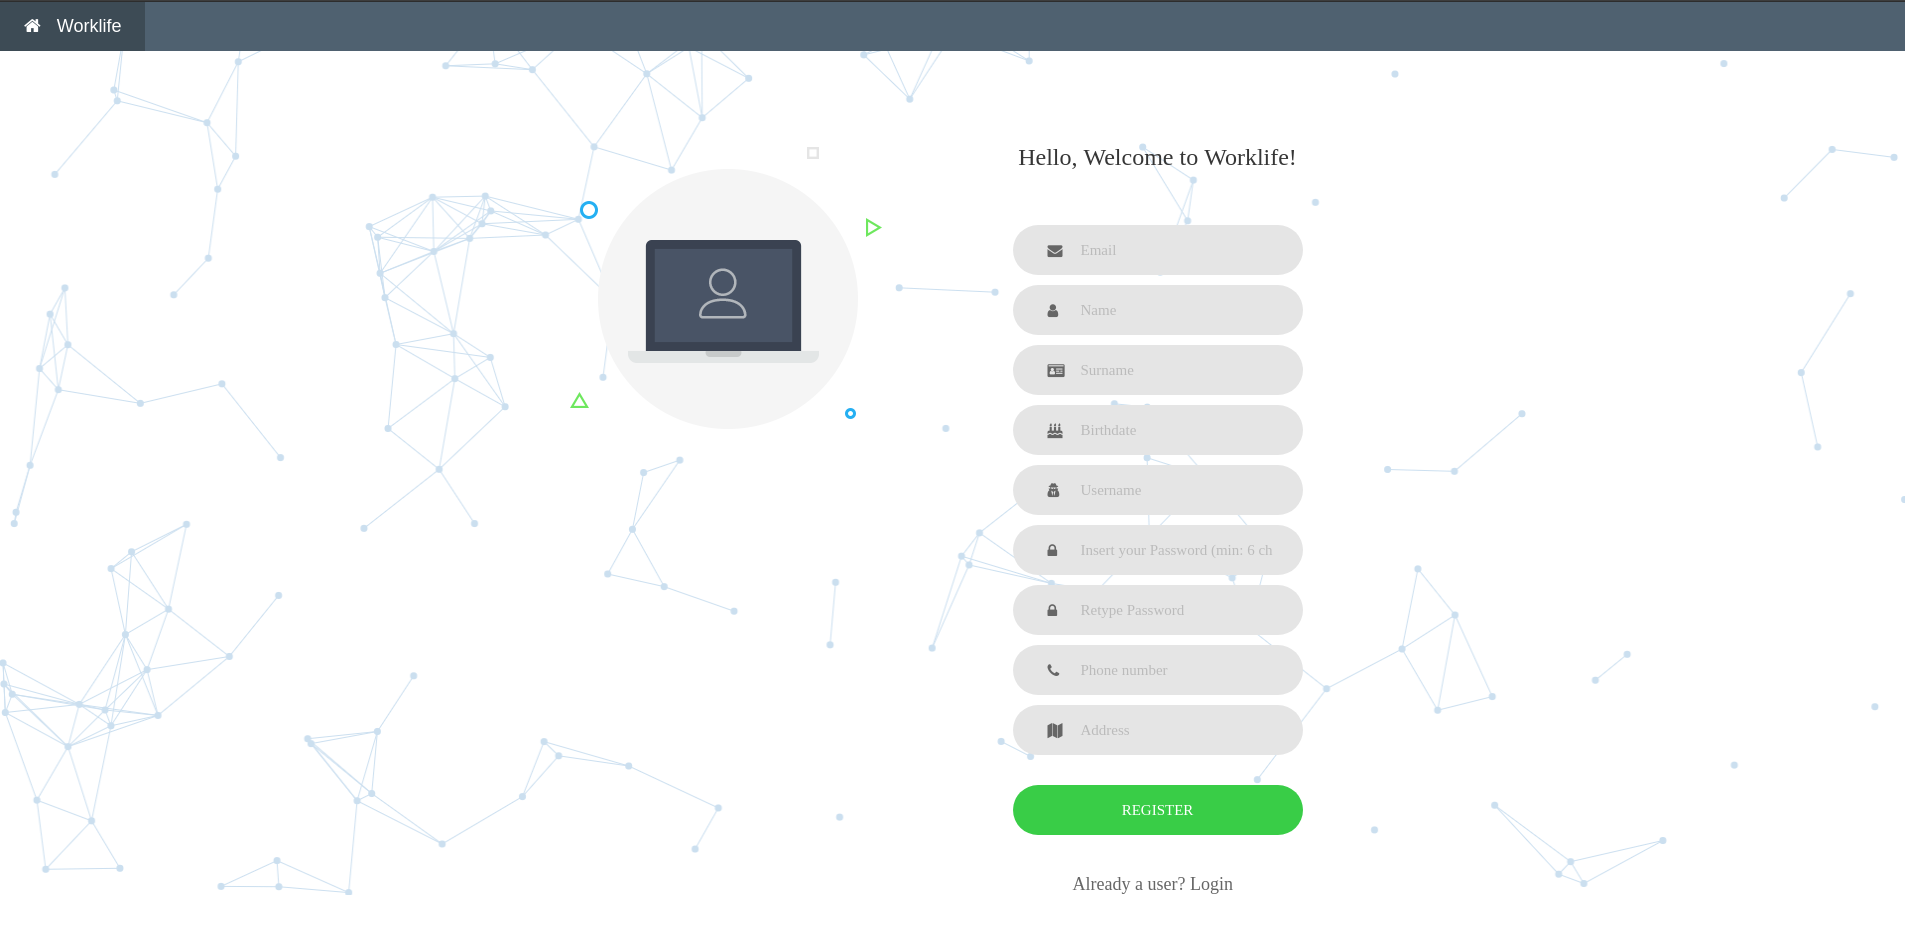 Worklife
Hello, Welcome to Worklife!
Email
Name
Surname
Birthdate
Username
Insert your Password (min: 6 ch
Retype Password
Phone number
Address
REGISTER
Already a user? Login